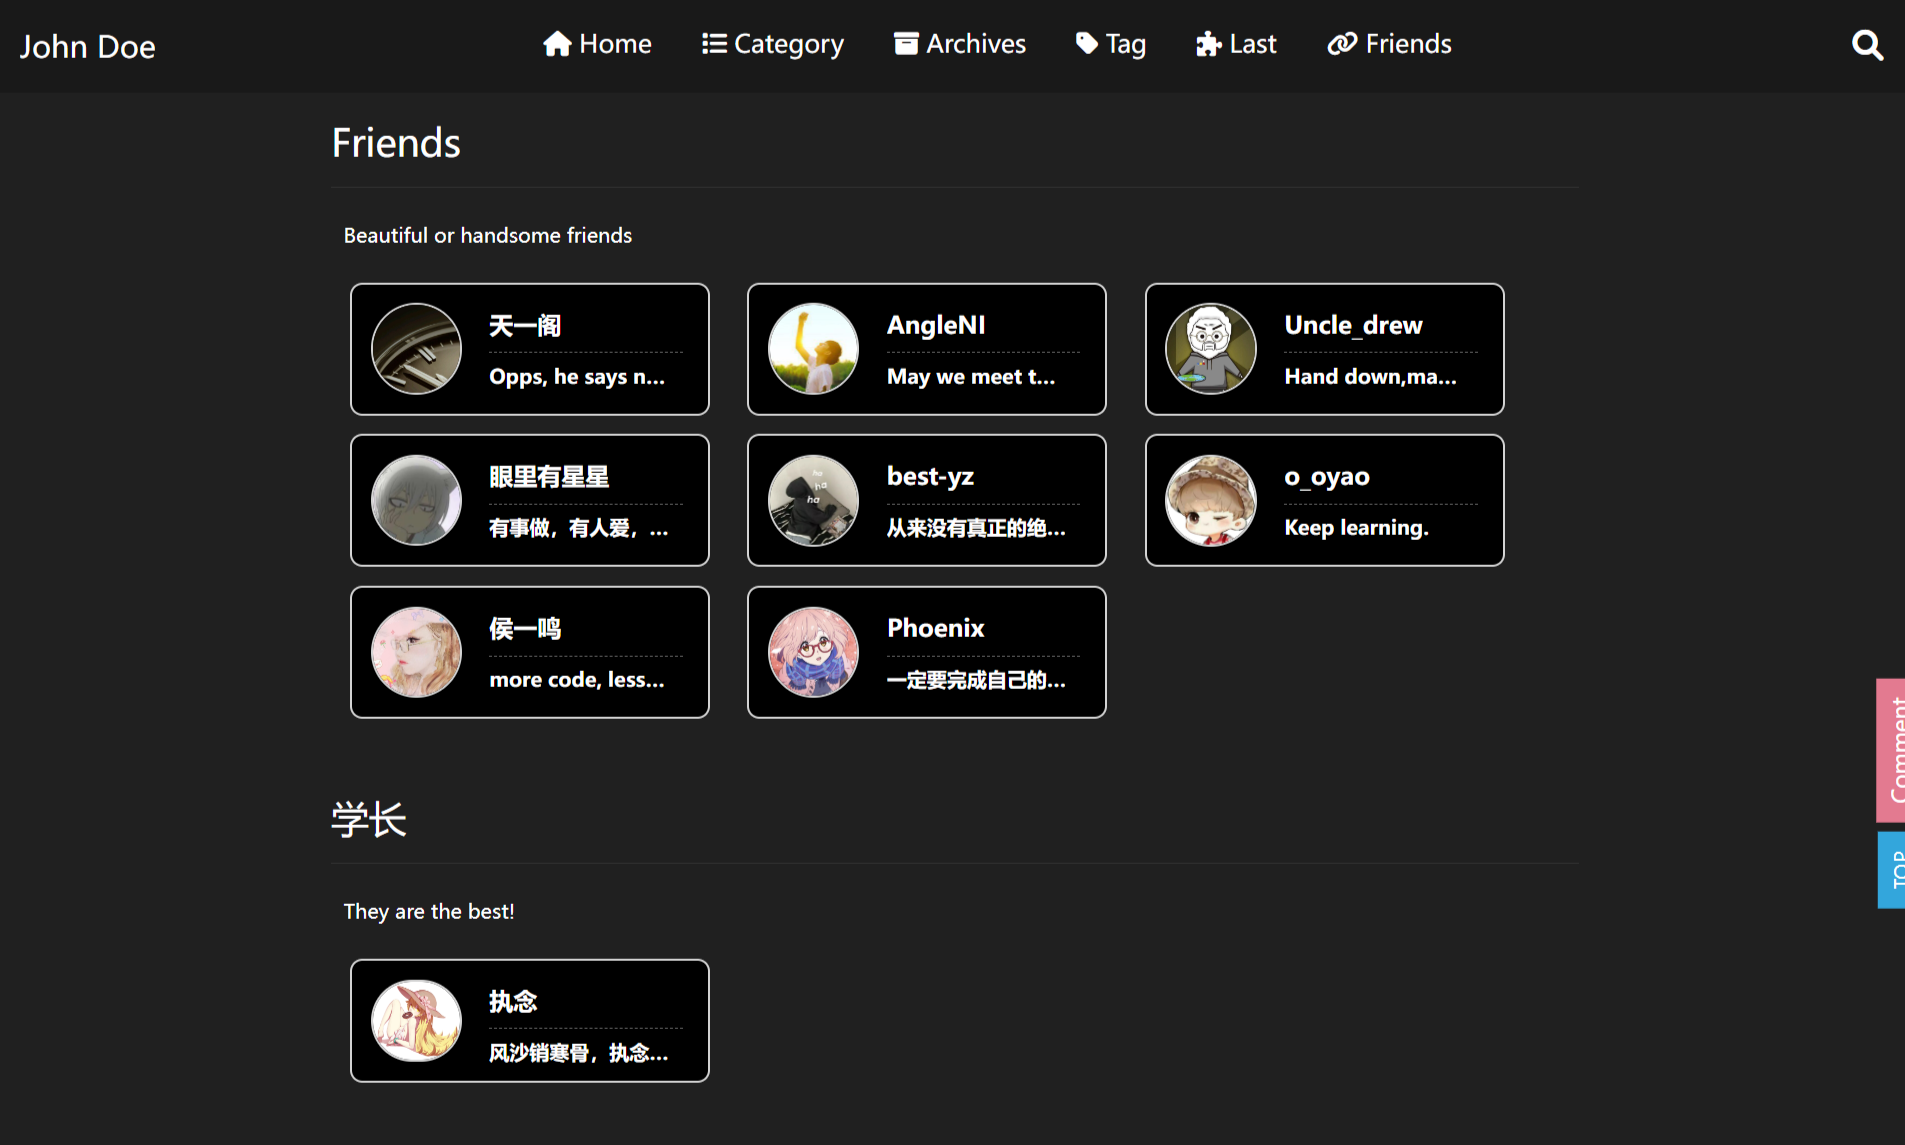 John Doe
Home
Category
Archives
Tag
Last
Friends
Friends
Beautiful or handsome friends
天一阁
Opps, he says n...
AngleNI
May we meet t...
Uncle_drew
Hand down,ma...
眼里有星星
有事做，有人爱，...
best-yz
ha
ha
ha
从来没有真正的绝...
o_oyao
Keep learning.
侯一鸣
more code, less...
Phoenix
一定要完成自己的...
Comment
TOP
学长
They are the best!
执念
风沙销寒骨，执念...